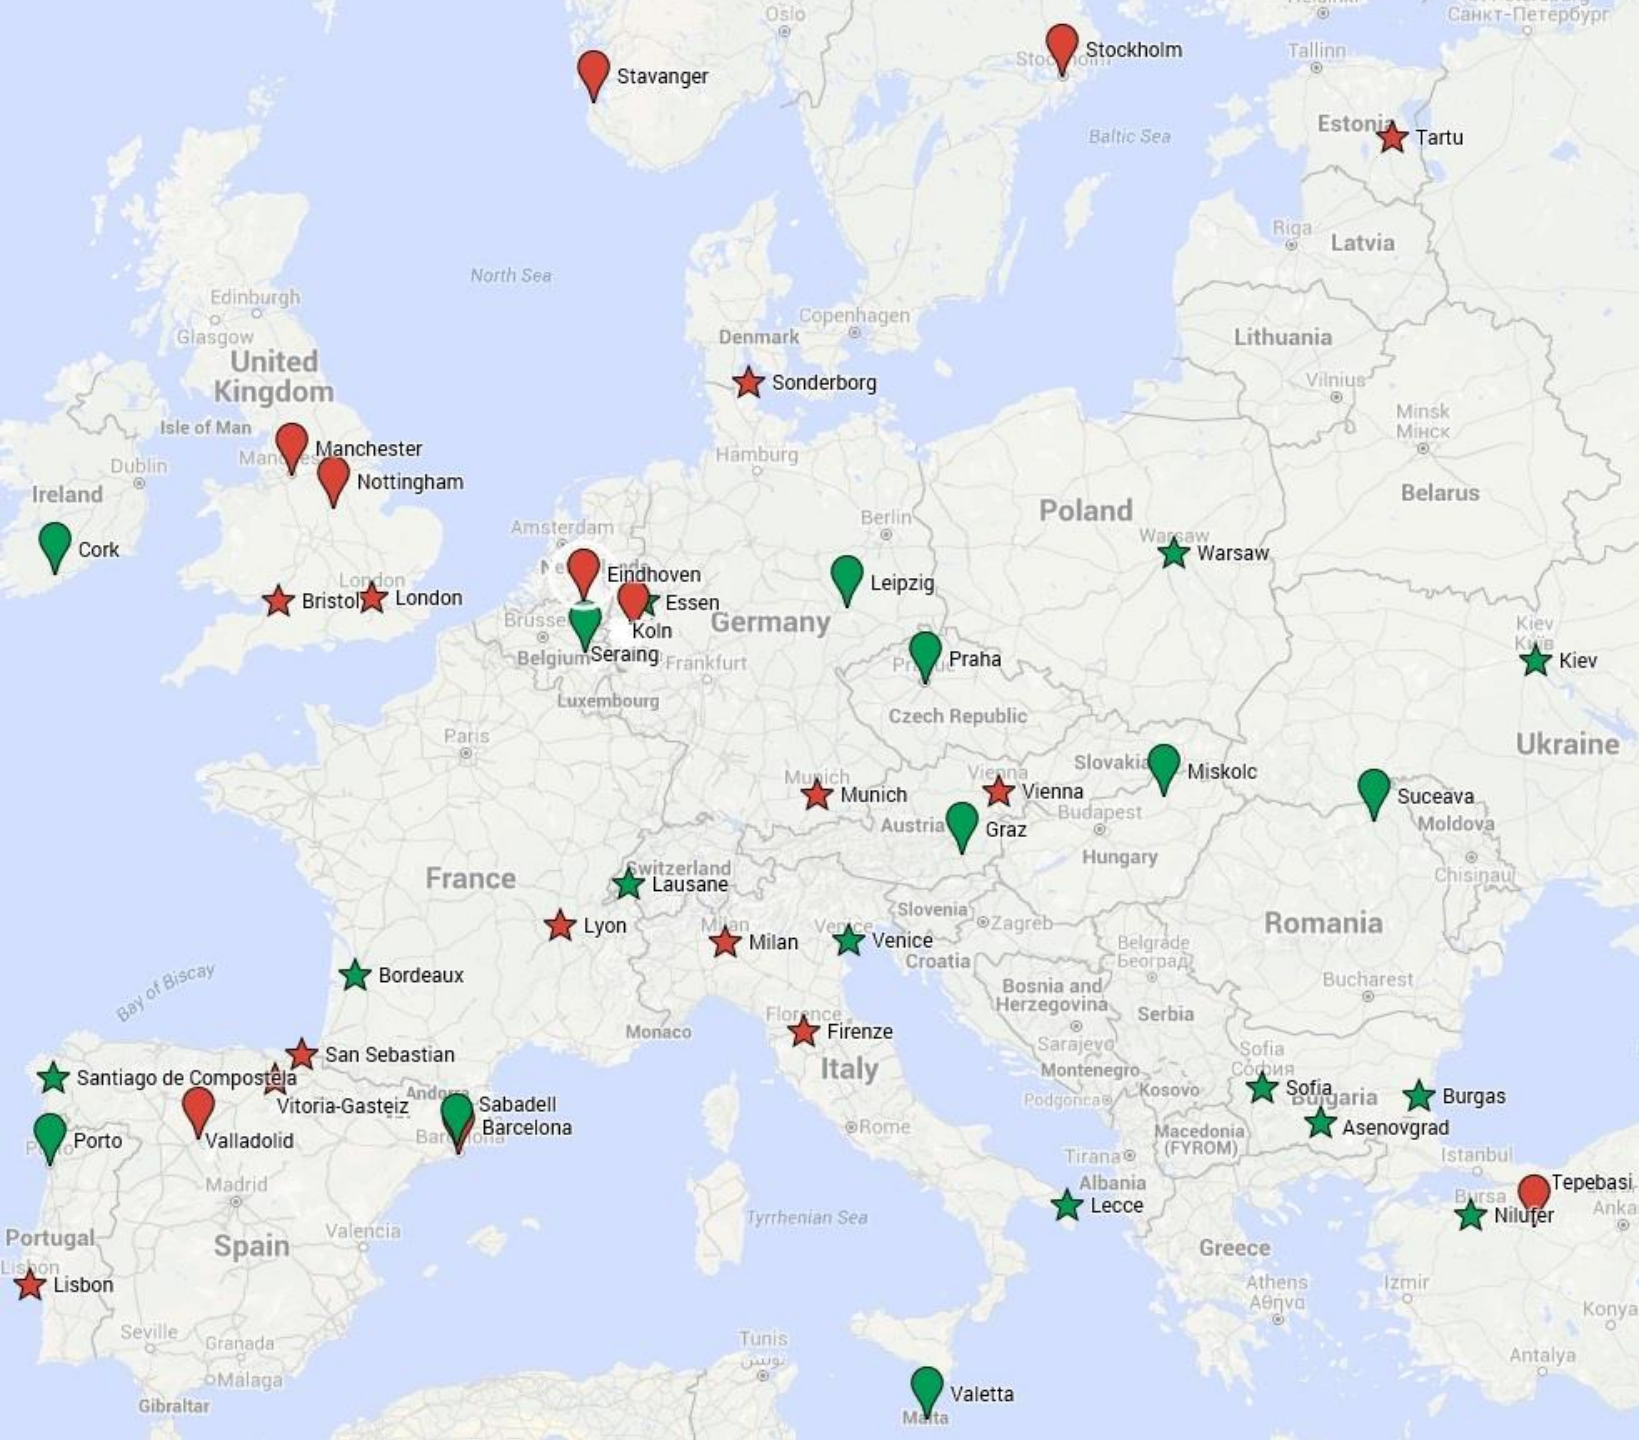 Oslo
Helsinki
Санкт-Петербург
Stockholm
Stavanger
Tallinn
Estonia
Tartu
Baltic Sea
Riga
Latvia
North Sea
Edinburgh
Glasgow
Copenhagen
Denmark
Lithuania
United
Kingdom
Sonderborg
Vilnius
Isle of Man
Minsk
Мінск
Manchester
Dublin
Hamburg
Ireland
Nottingham
Belarus
Poland
Amsterdam
Berlin
Warsaw
Warsaw
Cork
Eindhoven
London
Leipzig
Bristol
London
Essen
Germany
Kiev
Київ
Koln
Belgium
Seraing
Frankfurt
Praha
Kiev
Luxembourg
Czech Republic
Paris
Ukraine
Slovakia
Miskolc
Munich
Munich
Vienna
Vienna
Suceava
Budapest
Moldova
Austria
Graz
Hungary
Switzerland
France
Lausane
Chisinau
Slovenia
Zagreb
Romania
Lyon
Milan
Milan
Venice
Venice
Croatia
Belgrade
Београд
Bordeaux
Bay of Biscay
Bosnia and
Herzegovina
Bucharest
Serbia
Florence
Firenze
Monaco
Sarajevo
Sofia
София
San Sebastian
Italy
Montenegro
Santiago de Compostela
Andorra
Kosovo
Sofia
Bulgaria
Burgas
Vitoria-Gasteiz
Podgorica
Sabadell
Barcelona
Rome
Asenovgrad
Porto
Valladolid
Macedonia
(FYROM)
Istanbul
Tirana
Madrid
Albania
Tepebasi
Bursa
Lecce
Nilufer
Tyrrhenian Sea
Portugal
Valencia
Spain
Greece
Lisbon
Lisbon
Athens
Αθήνα
Izmir
Konya
Seville
Granada
Tunis
تونس
Antalya
Málaga
Valetta
Gibraltar
Malta